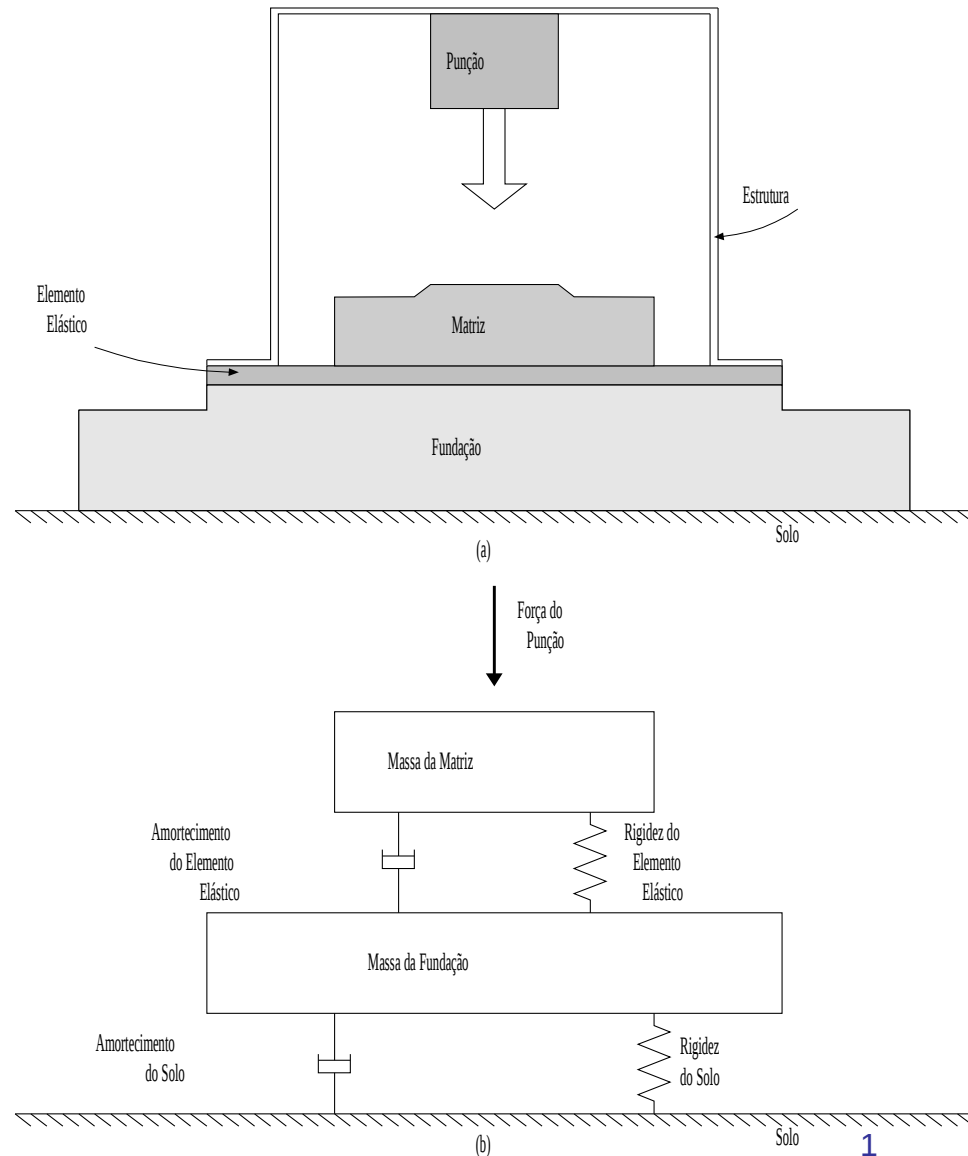 Punção
Estrutura
Elemento
Elástico
Matriz
Fundação
Solo
(a)
Força do
Punção
Massa da Matriz
Amortecimento
do Elemento
Elástico
Rigidez do
Elemento
Elástico
Massa da Fundação
Amortecimento
do Solo
Rigidez
do Solo
Solo
(b)
1